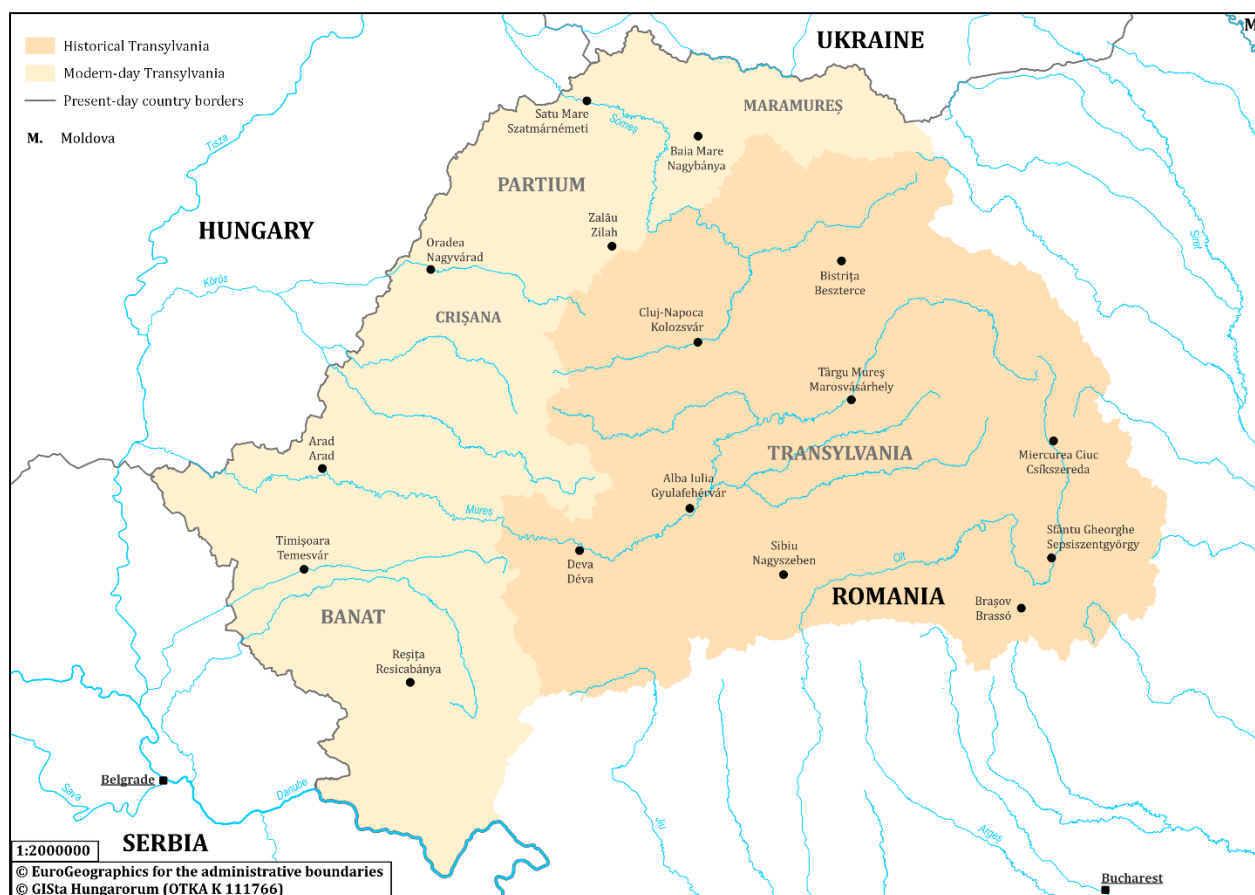 Historical Transylvania
Modern-day Transylvania
Present-day country borders
M. Moldova
UKRAINE
M
MARAMUREȘ
Satu Mare
Szatmárnémeti
Someș
Baia Mare
Nagybánya
Tisza
PARTIUM
HUNGARY
Zalău
Zilah
Siret
Oradea
Nagyvárad
Körös
Bistrița
Beszterce
CRIȘANA
Cluj-Napoca
Kolozsvár
Târgu Mureş
Marosvásárhely
TRANSYLVANIA
Miercurea Ciuc
Csíkszereda
Arad
Arad
Alba Iulia
Gyulafehérvár
Mureș
Sfântu Gheorghe
Sepsiszentgyörgy
Timișoara
Temesvár
Deva
Déva
Sibiu
Nagyszeben
Olt
ROMANIA
Brașov
Brassó
BANAT
Reșița
Resicabánya
Belgrade
Sava
Danube
Jiu
Argeș
SERBIA
Bucharest
1:2000000
© EuroGeographics for the administrative boundaries
© GISta Hungarorum (OTKA K 111766)